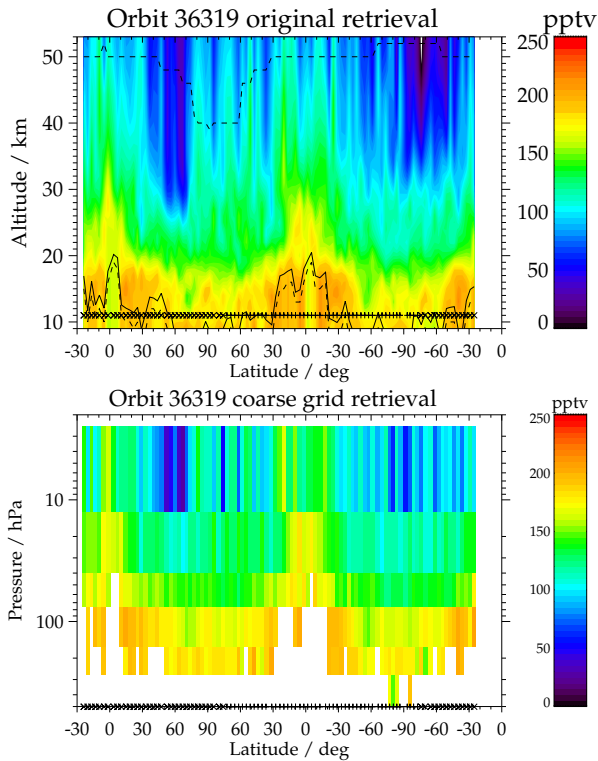 Orbit 36319 original retrieval
pptv
250
200
150
100
50
0
50
40
30
20
10
Altitude / km
-30 0 30 60 90 60 30 0 -30 -60 -90 -60 -30 0
Latitude / deg
Orbit 36319 coarse grid retrieval
pptv
250
200
150
100
50
0
10
100
Pressure / hPa
-30 0 30 60 90 60 30 0 -30 -60 -90 -60 -30 0
Latitude / deg